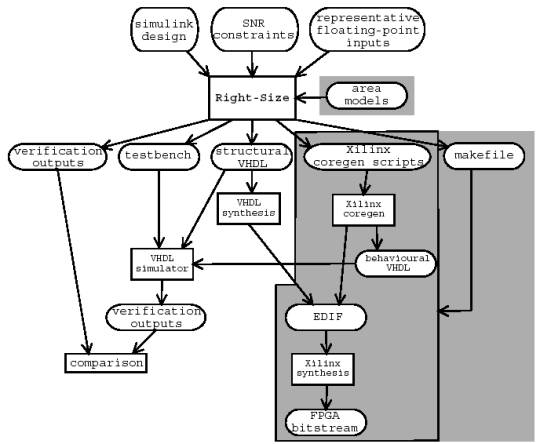 simulink
design
SNR
constraints
representative
floating-point
inputs
Right-Size
area
models
verification
outputs
testbench
structural
VHDL
Xilinx
coregen scripts
makefile
VHDL
synthesis
Xilinx
coregen
VHDL
simulator
behavioural
VHDL
verification
outputs
EDIF
comparison
Xilinx
synthesis
FPGA
bitstream